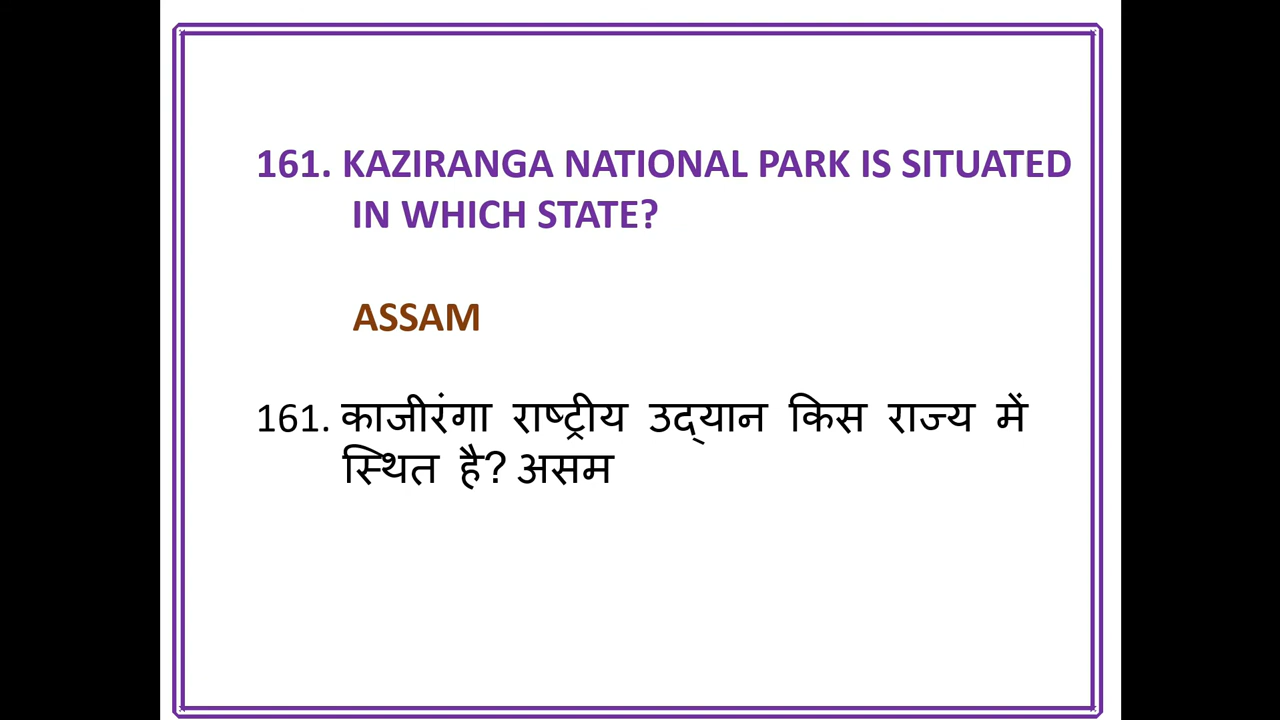 161. KAZIRANGA NATIONAL PARK IS SITUATED
IN WHICH STATE?
ASSAM
161. काजीरंगा राष्ट्रीय उद्यान किस राज्य में
स्थित है? असम